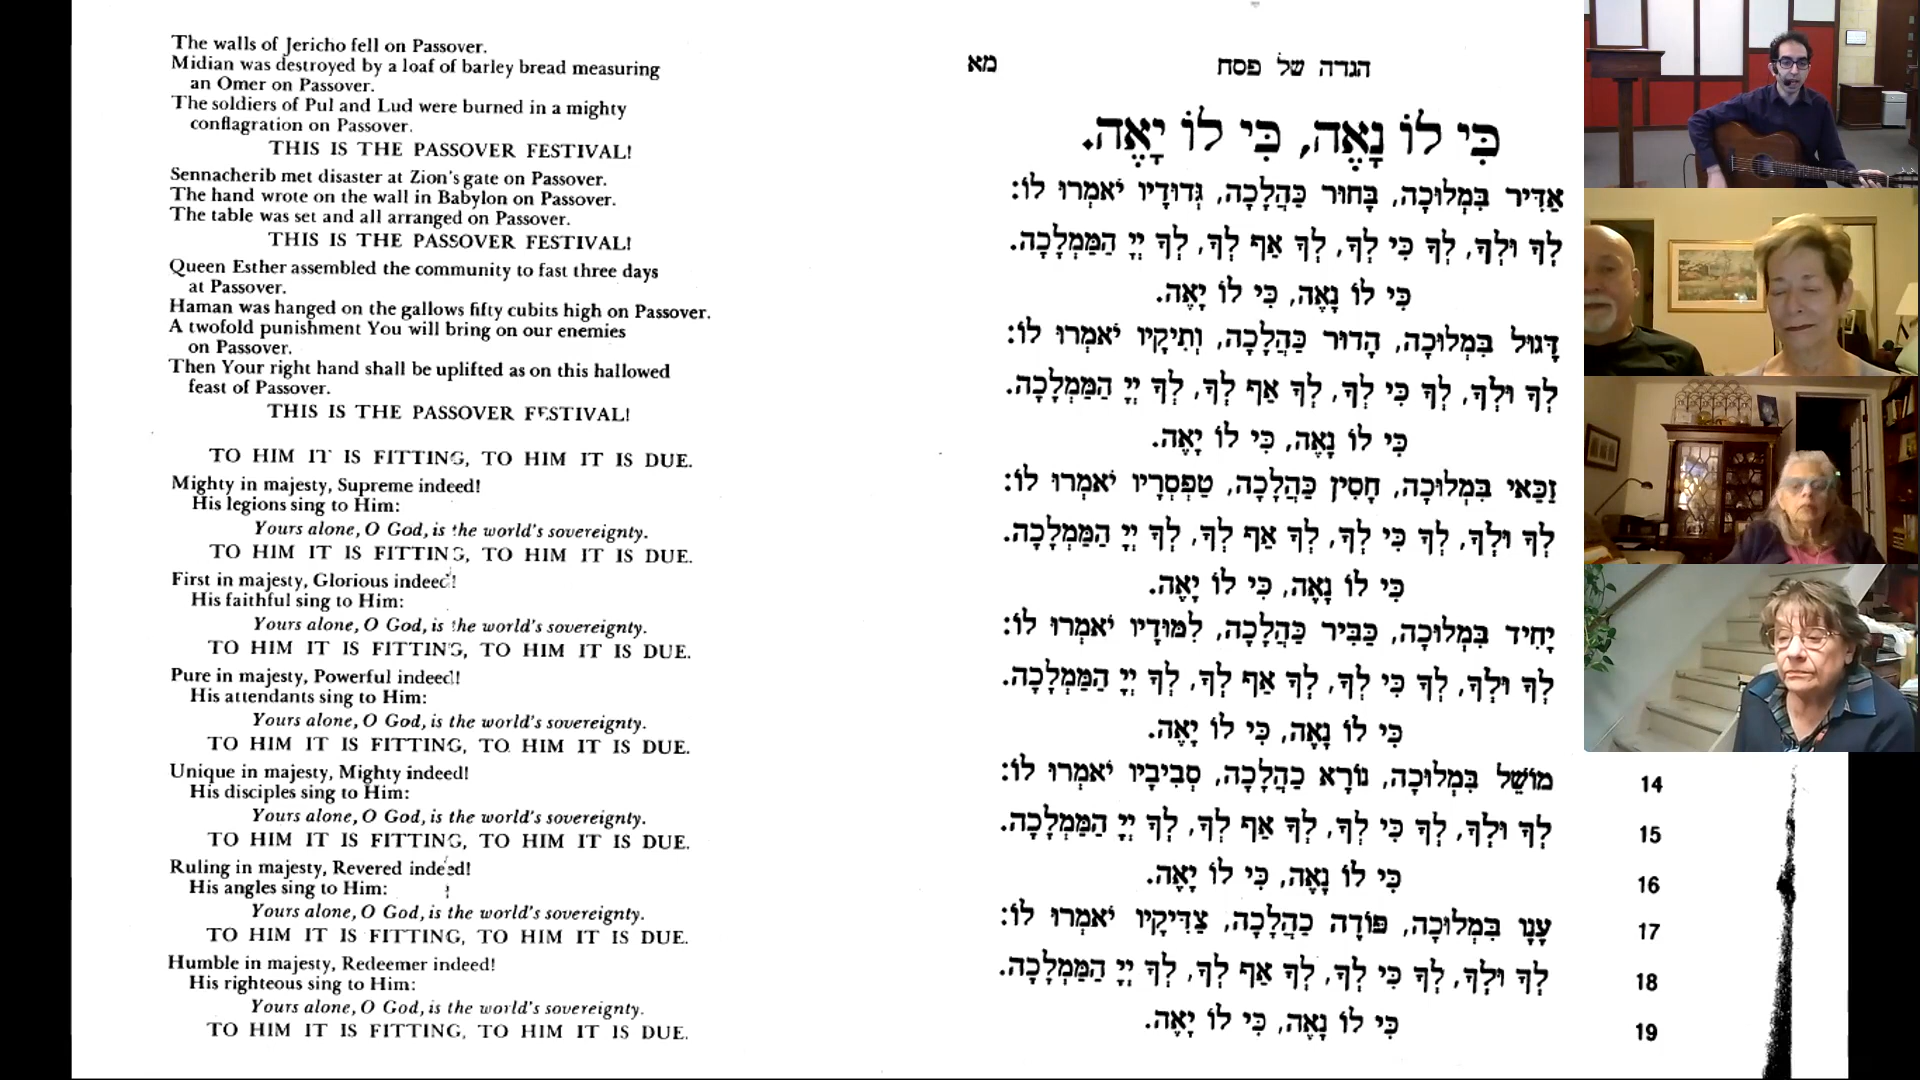 The walls of Jericho fell on Passover.
Midian was destroyed by a loaf of barley bread measuring
an Omer on Passover.
The soldiers of Pul and Lud were burned in a mighty
conflagration on Passover.
THIS IS THE PASSOVER FESTIVAL!
Sennacherib met disaster at Zion's gate on Passover.
The hand wrote on the wall in Babylon on Passover.
The table was set and all arranged on Passover.
THIS IS THE PASSOVER FESTIVAL!
Queen Esther assembled the community to fast three days
at Passover.
Haman was hanged on the gallows fifty cubits high on Passover.
A twofold punishment You will bring on our enemies
on Passover.
Then Your right hand shall be uplifted as on this hallowed
feast of Passover.
THIS IS THE PASSOVER FESTIVAL!
TO HIM IT IS FITTING, TO HIM IT IS DUE.
Mighty in majesty, Supreme indeed!
His legions sing to Him:
Yours alone, O God, is the world's sovereignty.
TO HIM IT IS FITTING, TO HIM IT IS DUE.
First in majesty, Glorious indeed!
His faithful sing to Him:
Yours alone, O God, is the world's sovereignty.
TO HIM IT IS FITTING, TO HIM IT IS DUE.
Pure in majesty, Powerful indeed!
His attendants sing to Him:
Yours alone, O God, is the world's sovereignty.
TO HIM IT IS FITTING, TO HIM IT IS DUE.
Unique in majesty, Mighty indeed!
His disciples sing to Him:
Yours alone, O God, is the world's sovereignty.
TO HIM IT IS FITTING, TO HIM IT IS DUE.
Ruling in majesty, Revered indeed!
His angles sing to Him:
Yours alone, O God, is the world's sovereignty.
TO HIM IT IS FITTING, TO HIM IT IS DUE.
Humble in majesty, Redeemer indeed!
His righteous sing to Him:
Yours alone, O God, is the world's sovereignty.
TO HIM IT IS FITTING, TO HIM IT IS DUE.
הגדה של פסח מא
כִּי לוֹ נָאֶה, כִּי לוֹ יָאֶה.
אַדִּיר בִּמְלוּכָה, בָּחוּר כַּהֲלָכָה, גְּדוּדָיו יֹאמְרוּ לוֹ:
לְךָ וּלְךָ, לְךָ כִּי לְךָ, לְךָ אַף לְךָ, לְךָ יְיָ הַמַּמְלָכָה.
כִּי לוֹ נָאֶה, כִּי לוֹ יָאֶה.
דָּגוּל בִּמְלוּכָה, הָדוּר כַּהֲלָכָה, וָתִיקָיו יֹאמְרוּ לוֹ:
לְךָ וּלְךָ, לְךָ כִּי לְךָ, לְךָ אַף לְךָ, לְךָ יְיָ הַמַּמְלָכָה.
כִּי לוֹ נָאֶה, כִּי לוֹ יָאֶה.
זַכַּאי בִּמְלוּכָה, חָסִין כַּהֲלָכָה, טַפְסְרָיו יֹאמְרוּ לוֹ:
לְךָ וּלְךָ, לְךָ כִּי לְךָ, לְךָ אַף לְךָ, לְךָ יְיָ הַמַּמְלָכָה.
כִּי לוֹ נָאֶה, כִּי לוֹ יָאֶה.
יָחִיד בִּמְלוּכָה, כַּבִּיר כַּהֲלָכָה, לִמּוּדָיו יֹאמְרוּ לוֹ:
לְךָ וּלְךָ, לְךָ כִּי לְךָ, לְךָ אַף לְךָ, לְךָ יְיָ הַמַּמְלָכָה.
כִּי לוֹ נָאֶה, כִּי לוֹ יָאֶה.
מוֹשֵׁל בִּמְלוּכָה, נוֹרָא כַּהֲלָכָה, סְבִיבָיו יֹאמְרוּ לוֹ: 14
לְךָ וּלְךָ, לְךָ כִּי לְךָ, לְךָ אַף לְךָ, לְךָ יְיָ הַמַּמְלָכָה. 15
כִּי לוֹ נָאֶה, כִּי לוֹ יָאֶה. 16
עָנָו בִּמְלוּכָה, פּוֹדֶה כַּהֲלָכָה, צַדִּיקָיו יֹאמְרוּ לוֹ: 17
לְךָ וּלְךָ, לְךָ כִּי לְךָ, לְךָ אַף לְךָ, לְךָ יְיָ הַמַּמְלָכָה. 18
כִּי לוֹ נָאֶה, כִּי לוֹ יָאֶה. 19